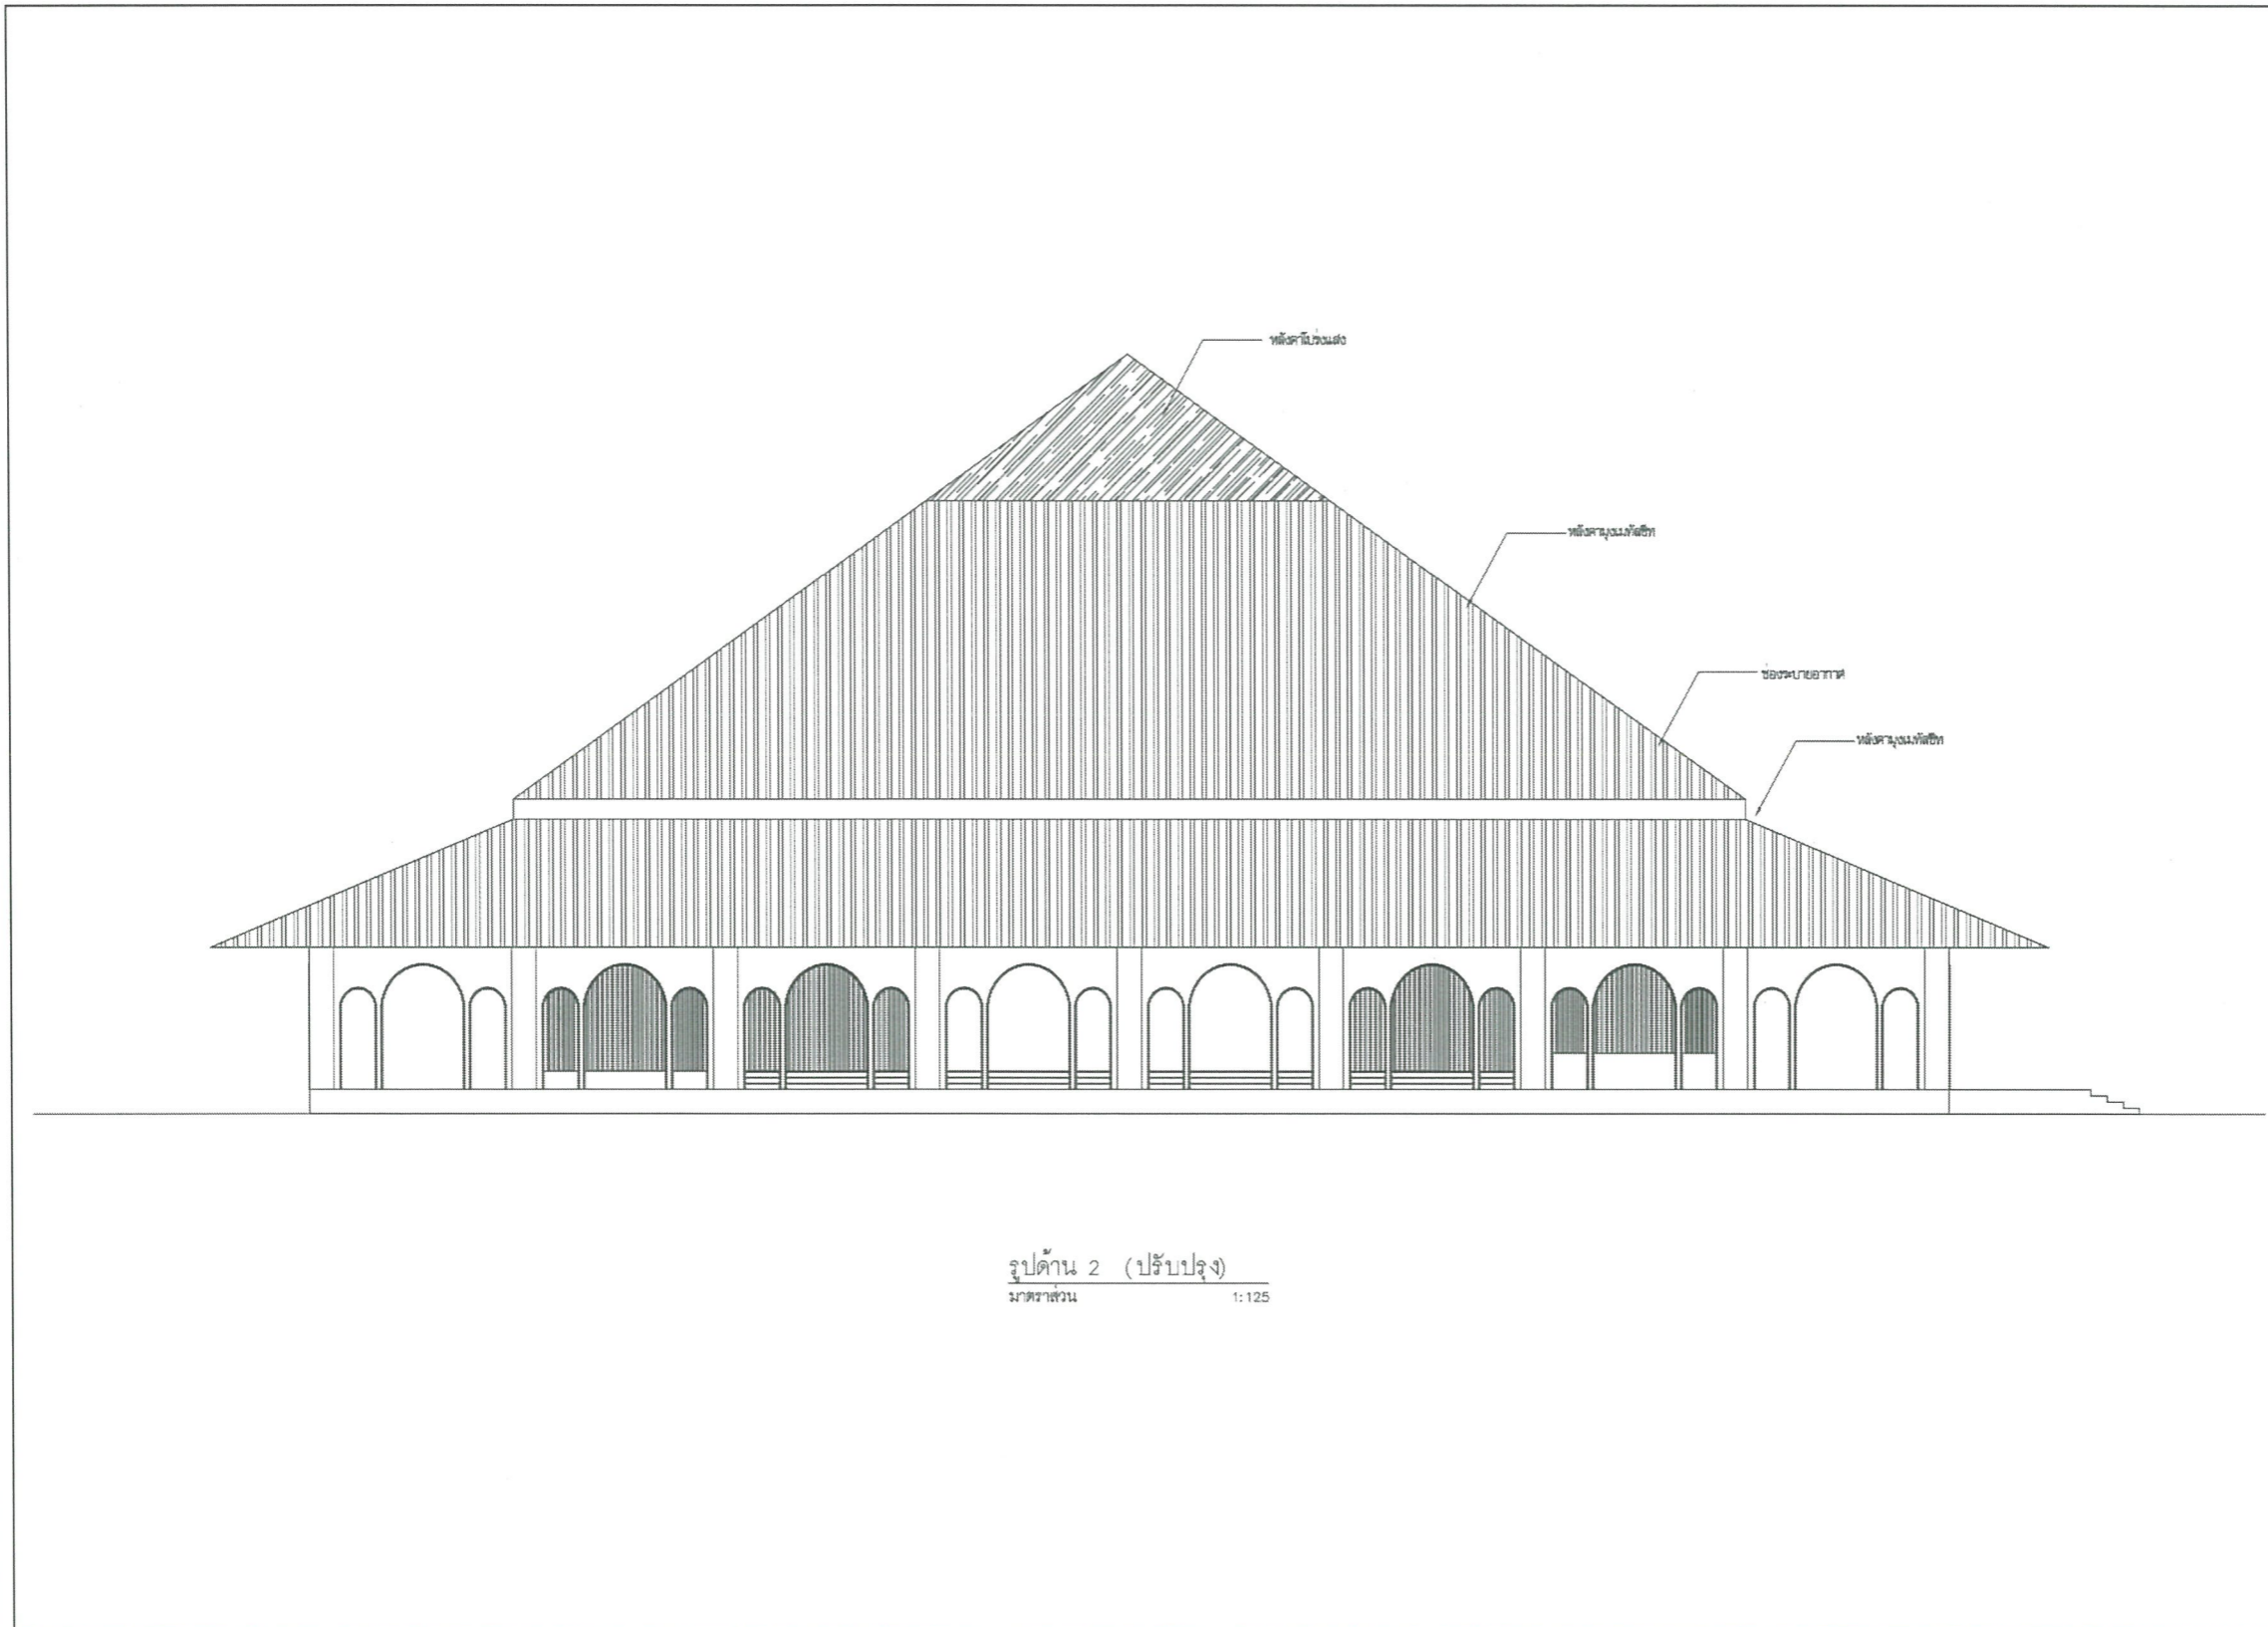 หลังคาโปร่งแสง
หลังคามุงเมทัลชีท
ช่องระบายอากาศ
หลังคามุงเมทัลชีท
รูปด้าน 2 (ปรับปรุง)
มาตราส่วน 1:125